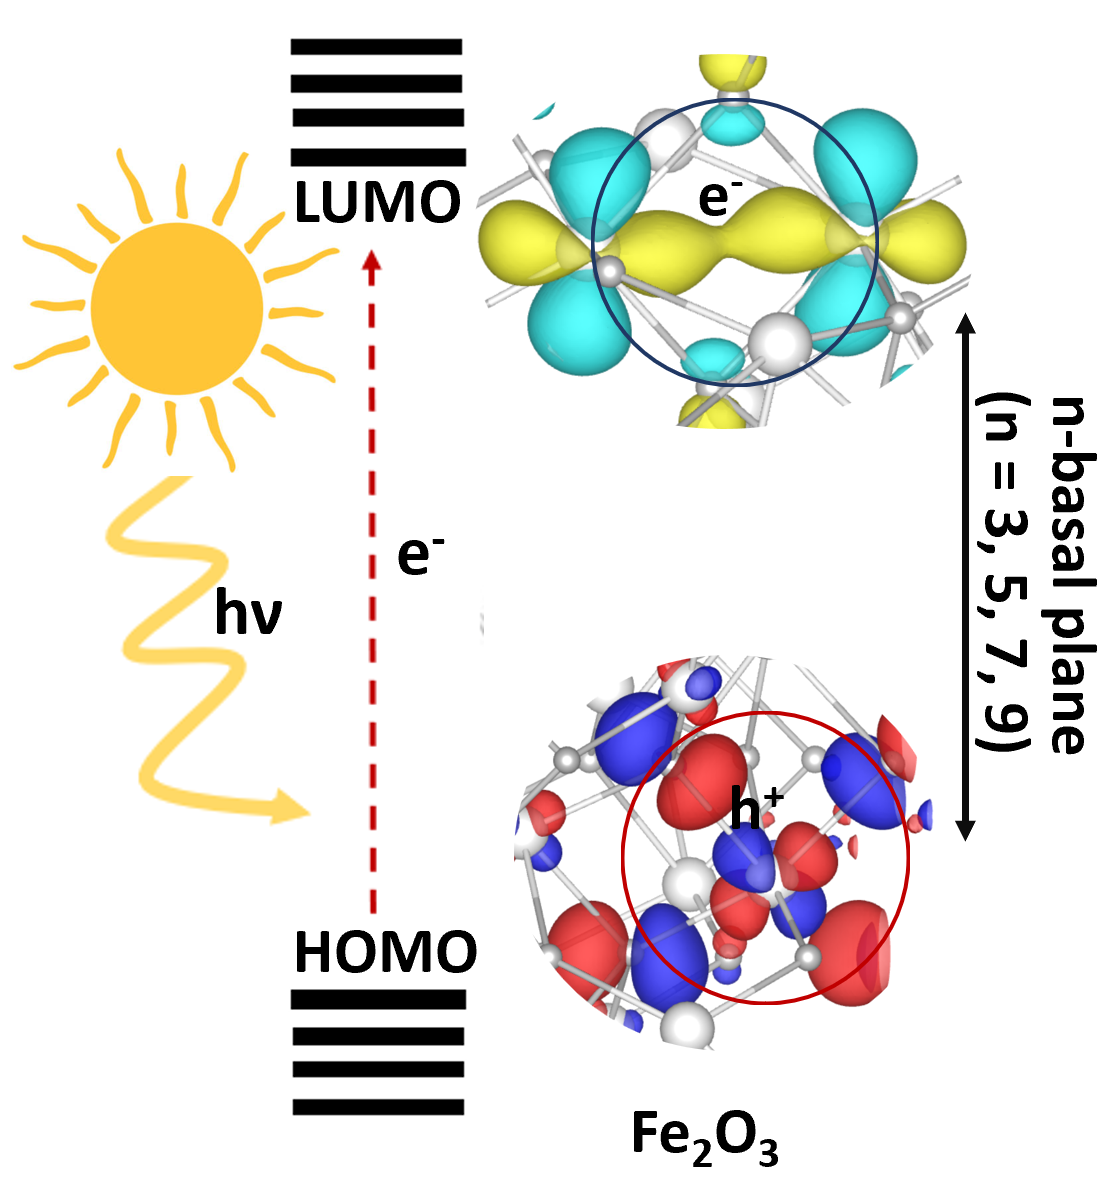 LUMO
e⁻
e⁻
hν
n-basal plane
(n = 3, 5, 7, 9)
h⁺
HOMO
Fe₂O₃